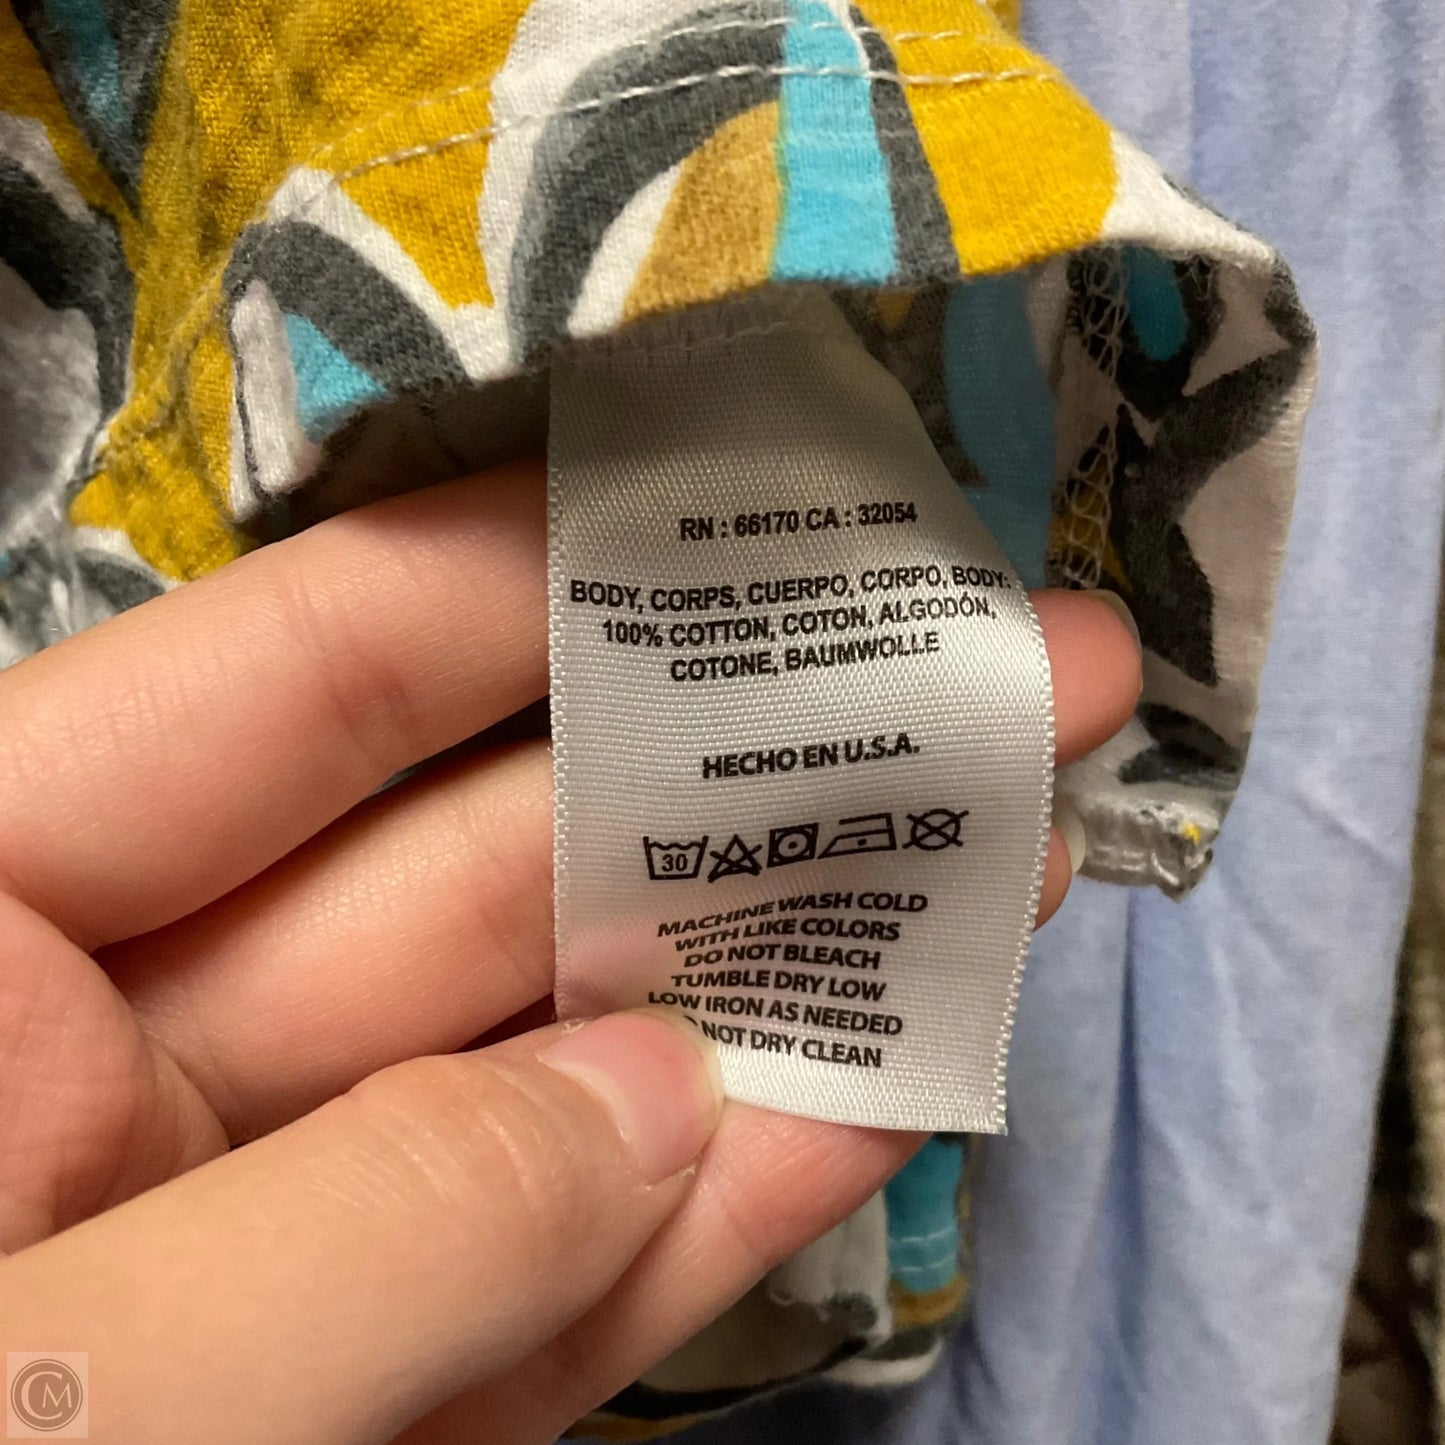 RN : 66170 CA : 32054
BODY, CORPS, CUERPO, CORPO, BODY:
100% COTTON, COTON, ALGODÓN,
COTONE, BAUMWOLLE
HECHO EN U.S.A.
30
MACHINE WASH COLD
WITH LIKE COLORS
DO NOT BLEACH
TUMBLE DRY LOW
LOW IRON AS NEEDED
NOT DRY CLEAN
CM